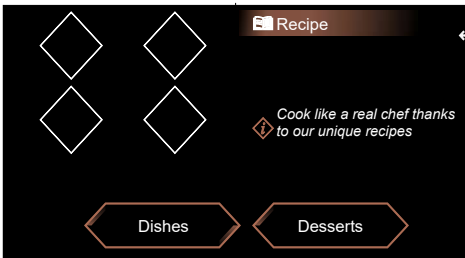 Recipe
Cook like a real chef thanks
to our unique recipes
Dishes
Desserts